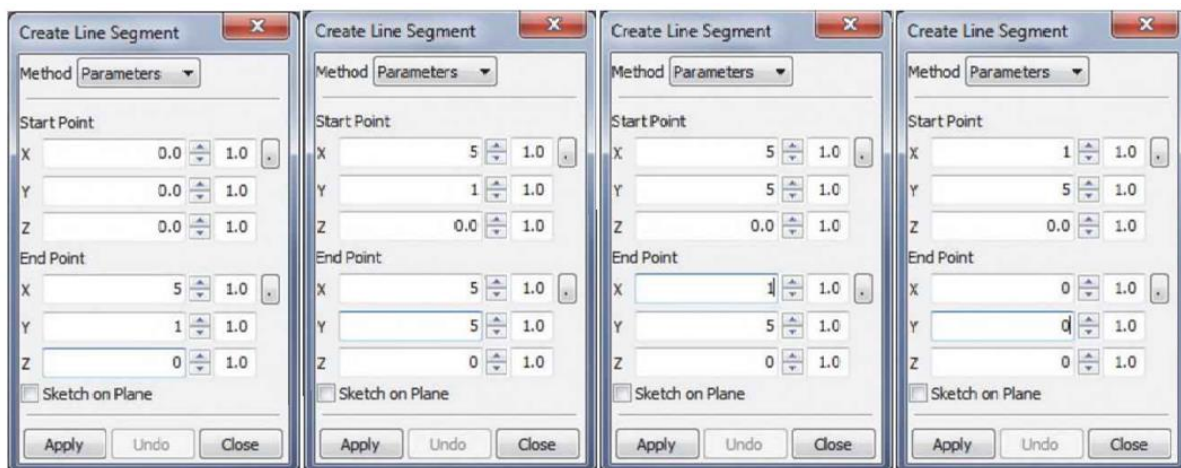 Create Line Segment
Method Parameters
Start Point
X 0.0 1.0 .
Y 0.0 1.0
Z 0.0 1.0
End Point
X 5 1.0 .
Y 1 1.0
Z 0 1.0
Sketch on Plane
Apply Undo Close
Create Line Segment
Method Parameters
Start Point
X 5 1.0 .
Y 1 1.0
Z 0.0 1.0
End Point
X 5 1.0 .
Y 5 1.0
Z 0 1.0
Sketch on Plane
Apply Undo Close
Create Line Segment
Method Parameters
Start Point
X 5 1.0 .
Y 5 1.0
Z 0.0 1.0
End Point
X 1 1.0 .
Y 5 1.0
Z 0 1.0
Sketch on Plane
Apply Undo Close
Create Line Segment
Method Parameters
Start Point
X 1 1.0 .
Y 5 1.0
Z 0.0 1.0
End Point
X 0 1.0 .
Y 0 1.0
Z 0 1.0
Sketch on Plane
Apply Undo Close